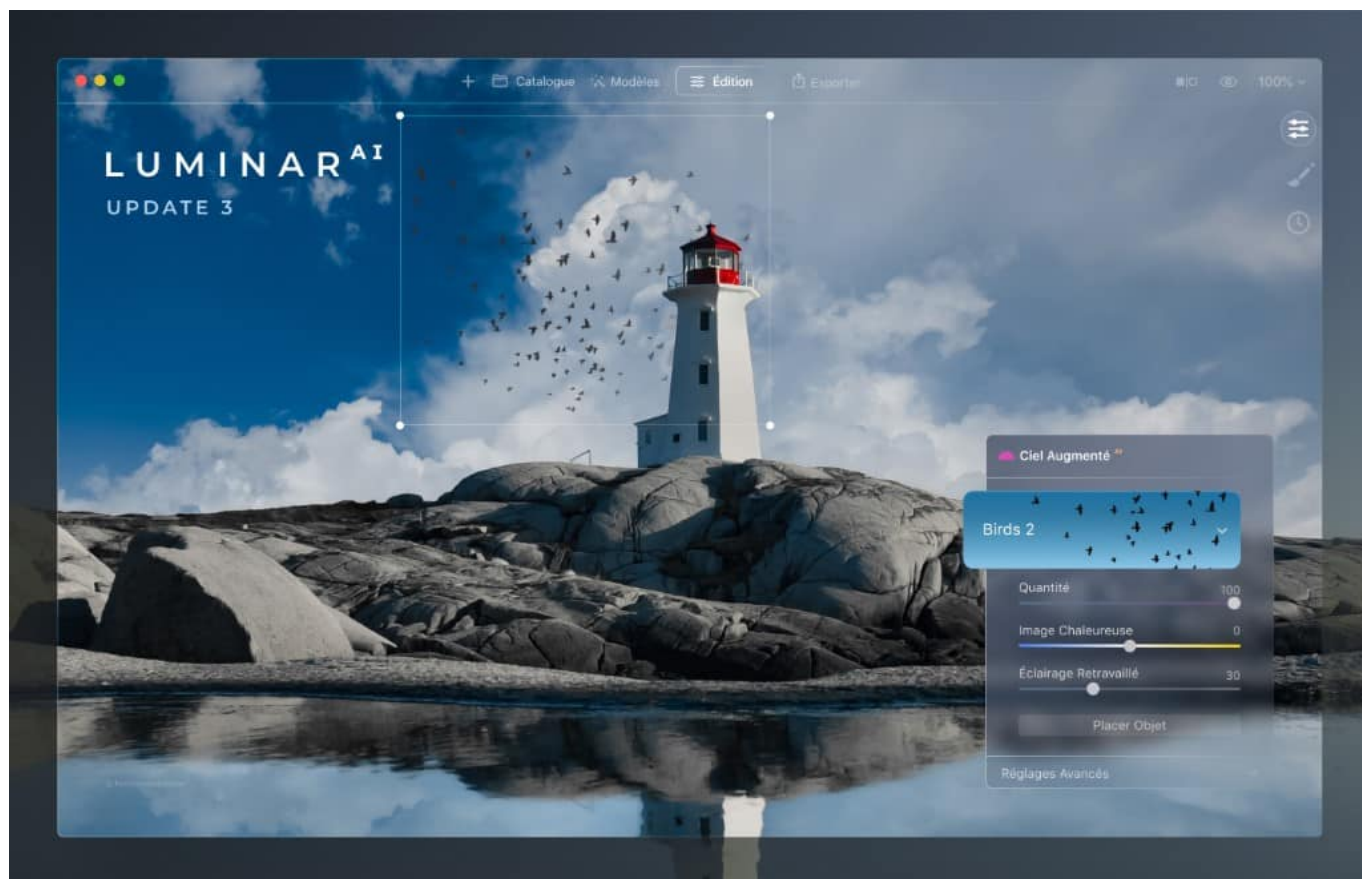 Catalogue Modèles Édition Exporter 100%
LUMINAR AI
UPDATE 3
Ciel Augmenté
Birds 2
Quantité 100
Image Chaleureuse 0
Éclairage Retravaillé 30
Placer Objet
Réglages Avancés